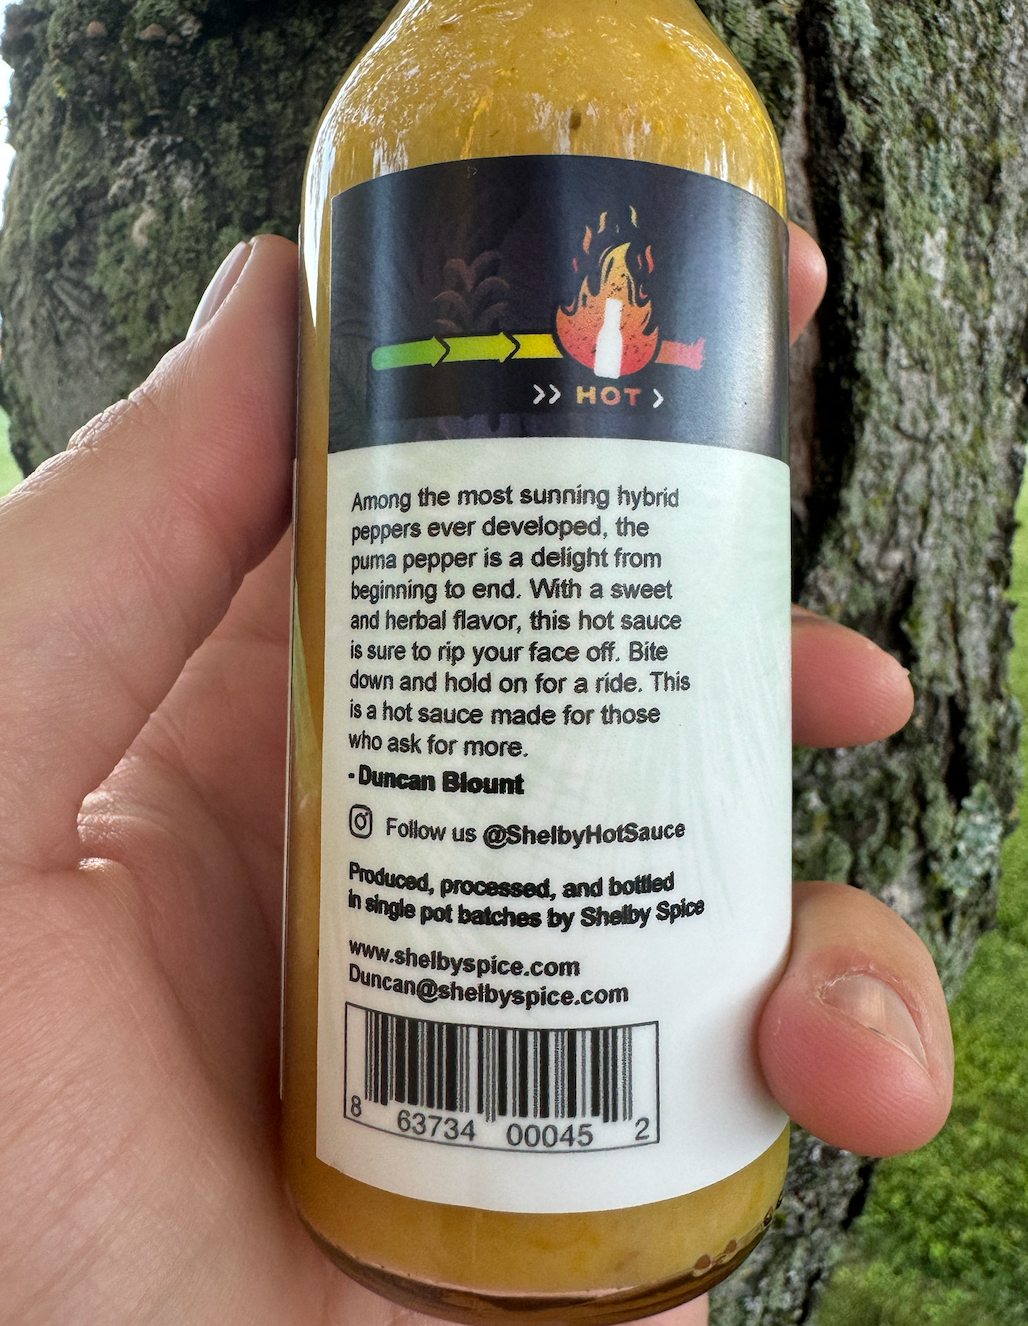 >> HOT >
Among the most sunning hybrid
peppers ever developed, the
puma pepper is a delight from
beginning to end. With a sweet
and herbal flavor, this hot sauce
is sure to rip your face off. Bite
down and hold on for a ride. This
is a hot sauce made for those
who ask for more.
- Duncan Blount
Follow us @ShelbyHotSauce
Produced, processed, and bottled
in single pot batches by Shelby Spice
www.shelbyspice.com
Duncan@shelbyspice.com
8 63734 00045 2